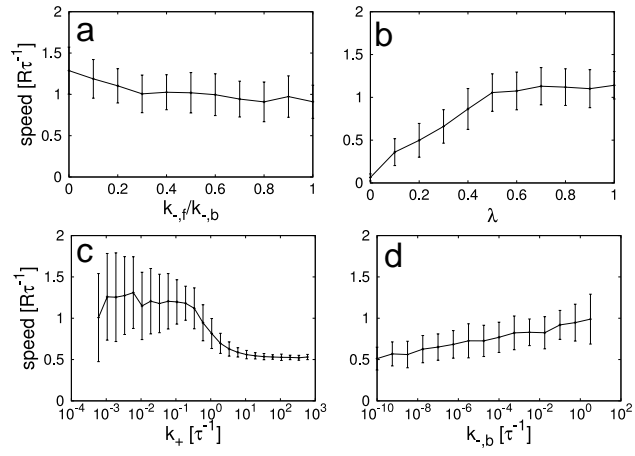 a
speed [Rτ⁻¹]
2
1.5
1
0.5
0
0 0.2 0.4 0.6 0.8 1
k₋,f/k₋,b
b
2
1.5
1
0.5
0
0 0.2 0.4 0.6 0.8 1
λ
c
speed [Rτ⁻¹]
2
1.5
1
0.5
0
10⁻⁴ 10⁻³ 10⁻² 10⁻¹ 10⁰ 10¹ 10² 10³
k₊ [τ⁻¹]
d
2
1.5
1
0.5
0
10⁻¹⁰ 10⁻⁸ 10⁻⁶ 10⁻⁴ 10⁻² 10⁰ 10²
k₋,b [τ⁻¹]